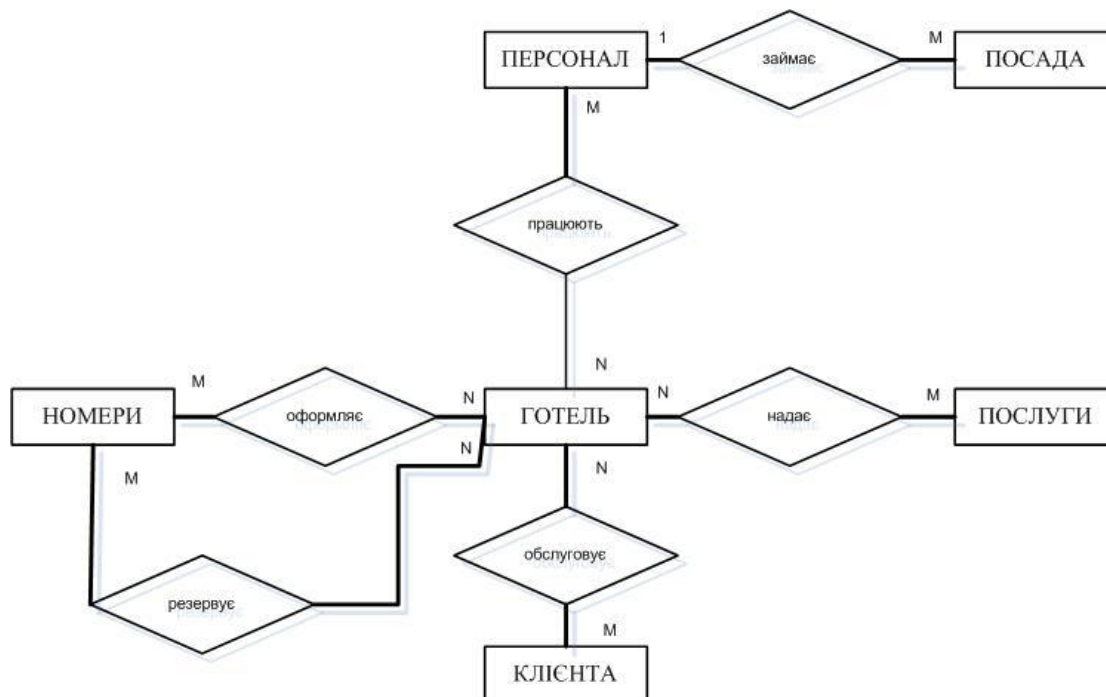 ПЕРСОНАЛ
1
займає
М
ПОСАДА
М
працюють
N
НОМЕРИ
М
оформляє
N
ГОТЕЛЬ
N
надає
М
ПОСЛУГИ
М
N
N
резервує
обслуговує
М
КЛІЄНТА